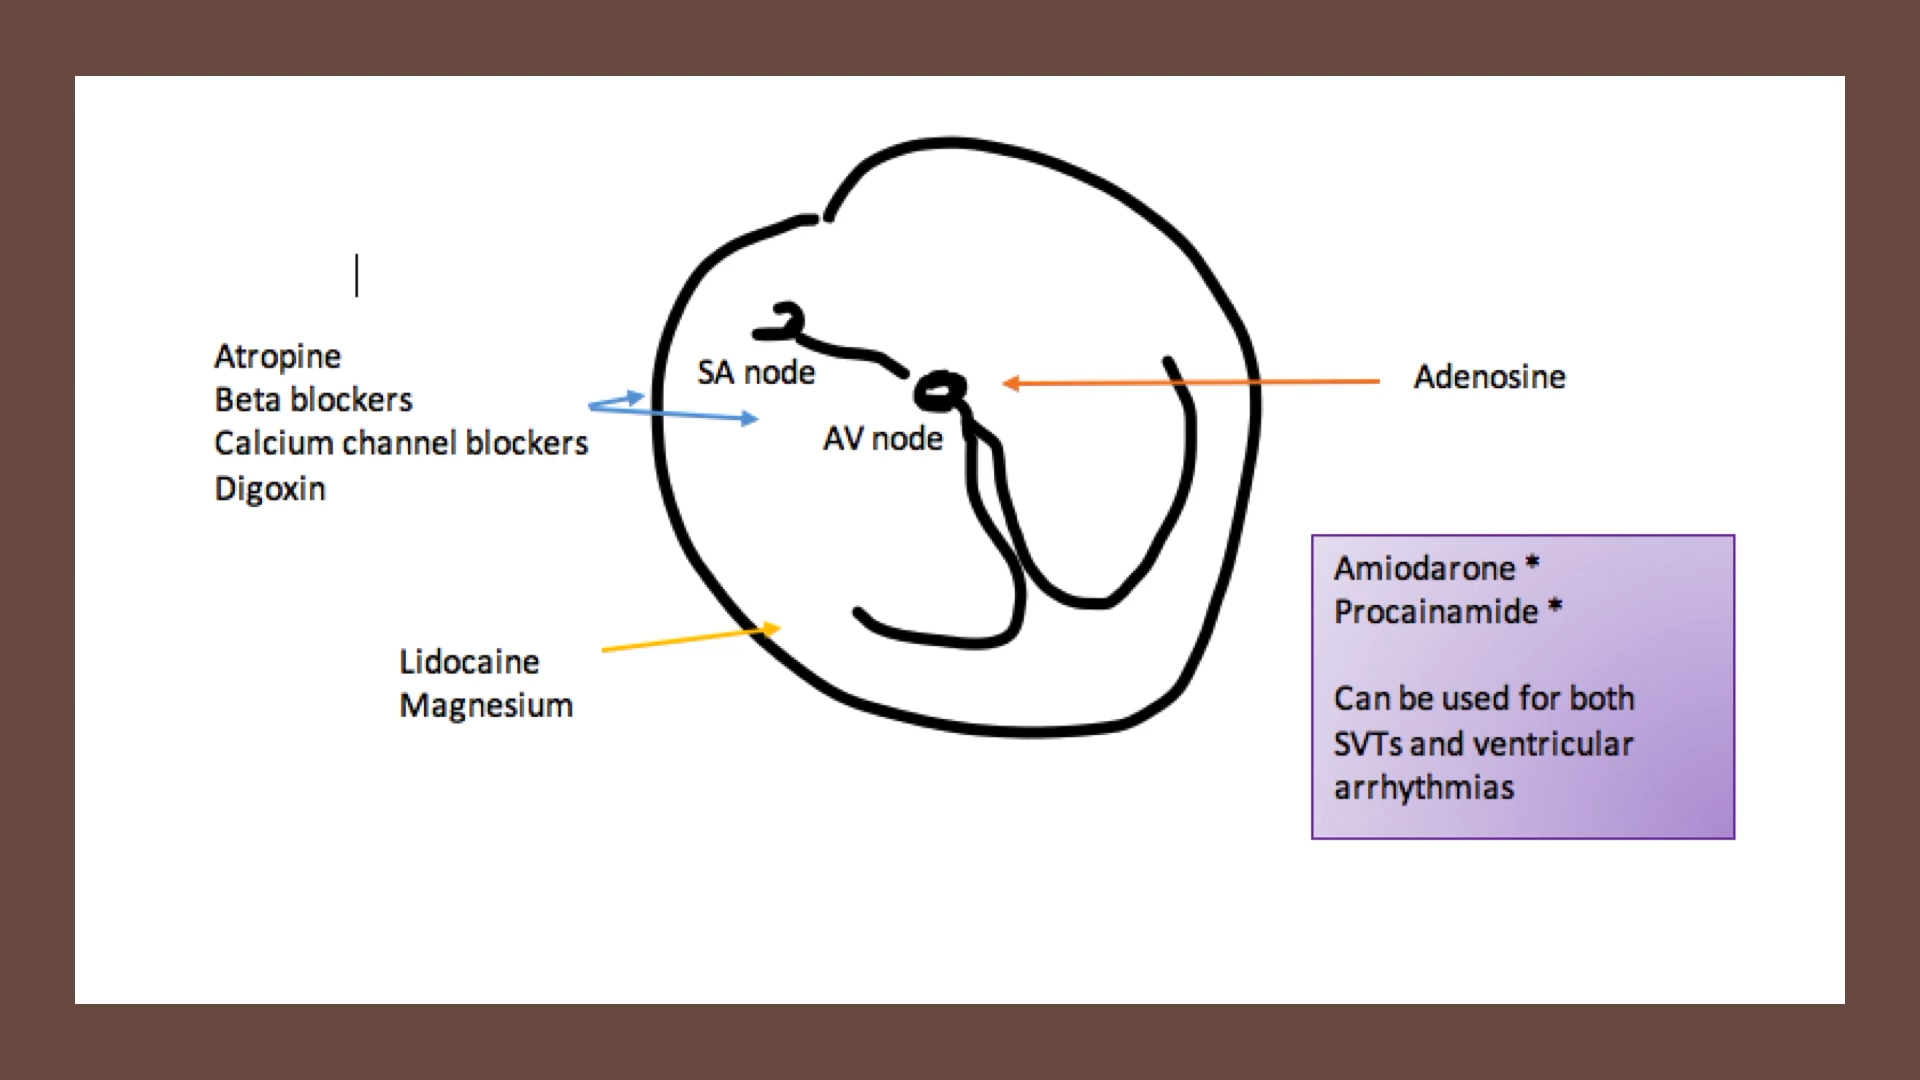 Atropine
Beta blockers
Calcium channel blockers
Digoxin
SA node
AV node
Adenosine
Lidocaine
Magnesium
Amiodarone *
Procainamide *
Can be used for both
SVTs and ventricular
arrhythmias